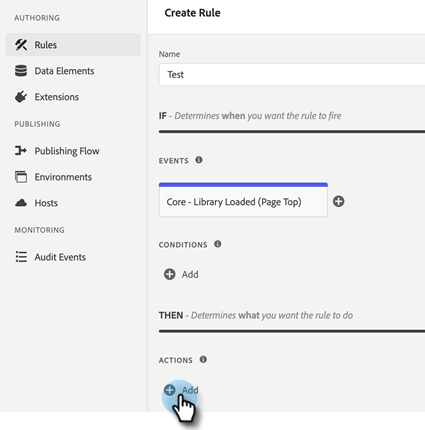 AUTHORING
Rules
Data Elements
Extensions
PUBLISHING
Publishing Flow
Environments
Hosts
MONITORING
Audit Events
Create Rule
Name
Test
IF - Determines when you want the rule to fire
EVENTS
Core - Library Loaded (Page Top)
CONDITIONS
Add
THEN - Determines what you want the rule to do
ACTIONS
Add